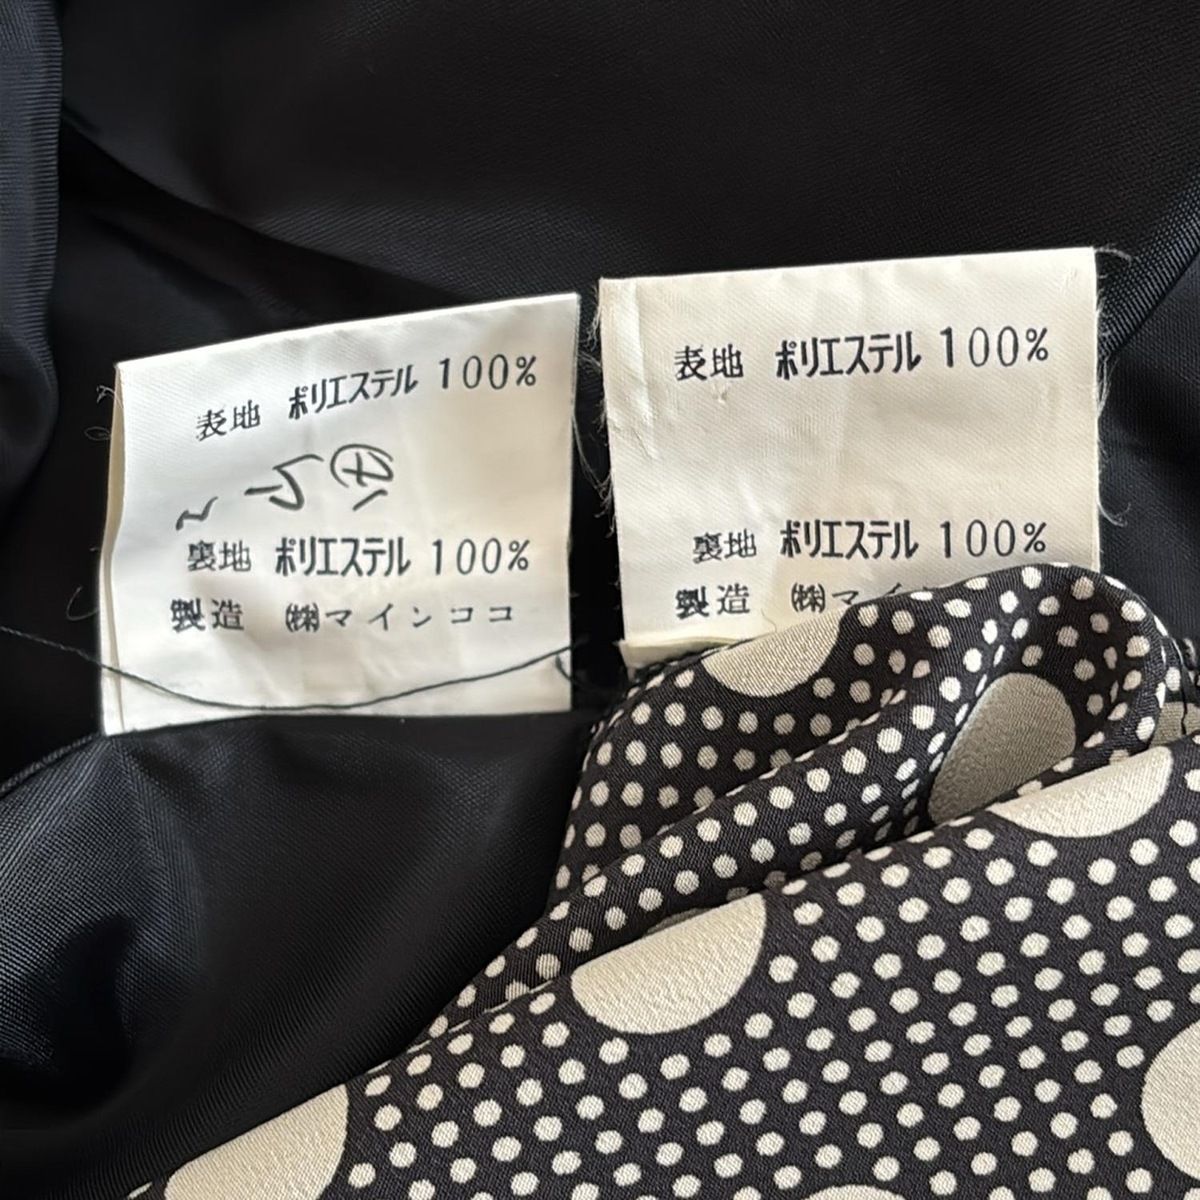 表地 ポリエステル 100%
裏地 ポリエステル 100%
製造 ㈱マインココ
表地 ポリエステル 100%
裏地 ポリエステル 100%
製造 ㈱マイ